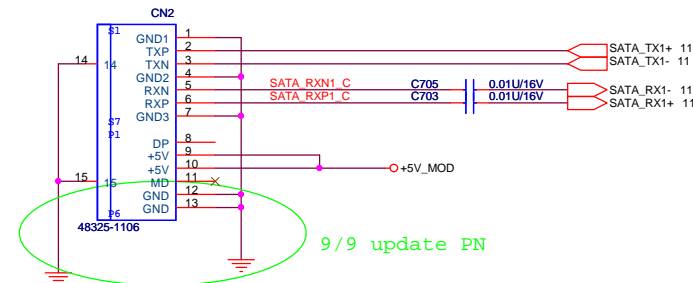 CN2
S1
GND1 1
TXP 2 SATA_TX1+ 11
14 14 TXN 3 SATA_TX1- 11
GND2 4
RXN 5 SATA_RXN1_C C705 0.01U/16V SATA_RX1- 11
RXP 6 SATA_RXP1_C C703 0.01U/16V SATA_RX1+ 11
S7 GND3 7
P1
DP 8
+5V 9
+5V 10 +5V_MOD
15 15 MD 11
GND 12
P6 GND 13
48325-1106
9/9 update PN